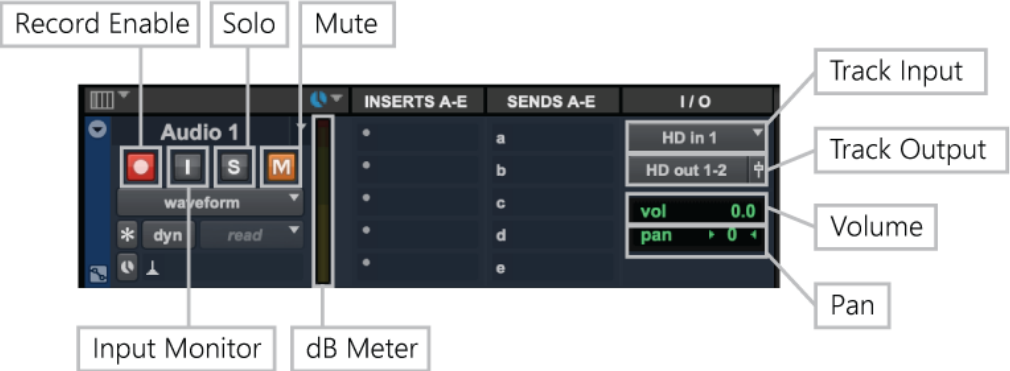 Record Enable
Solo
Mute
Track Input
INSERTS A-E
SENDS A-E
I / O
Audio 1
a
HD in 1
I
S
M
b
HD out 1-2
Track Output
waveform
c
vol 0.0
Volume
dyn
read
d
pan 0
e
Pan
Input Monitor
dB Meter